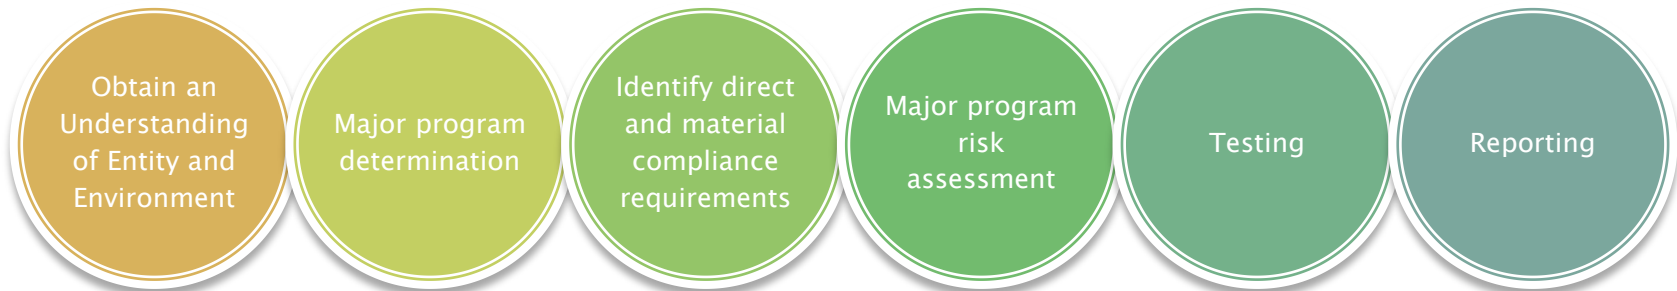 Obtain an
Understanding
of Entity and
Environment
Major program
determination
Identify direct
and material
compliance
requirements
Major program
risk
assessment
Testing
Reporting